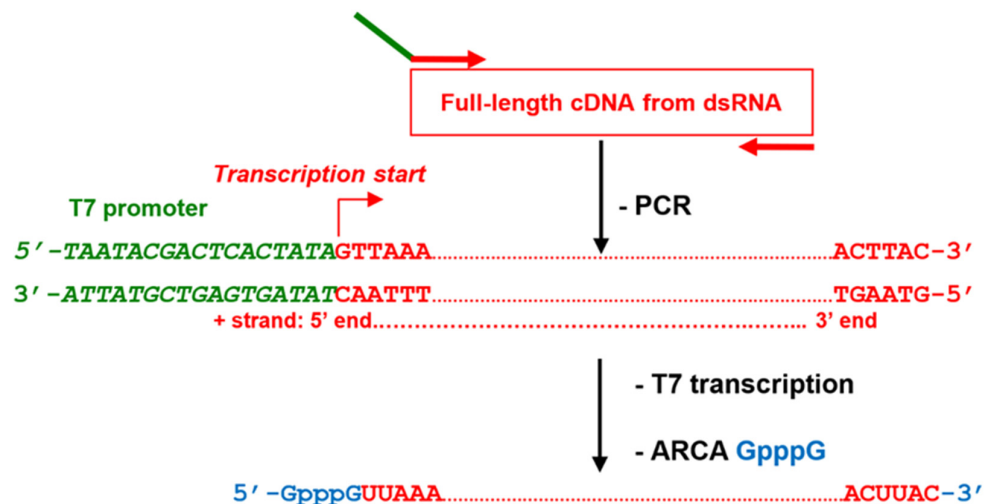 Full-length cDNA from dsRNA
Transcription start
T7 promoter
- PCR
5′-TAATACGACTCACTATAGTTAAA................ACTTAC-3′
3′-ATTATGCTGAGTGATATCAATTT................TGAATG-5′
+ strand: 5’ end................ 3’ end
- T7 transcription
- ARCA GpppG
5′-GpppGUUAAA................ACUUAC-3′